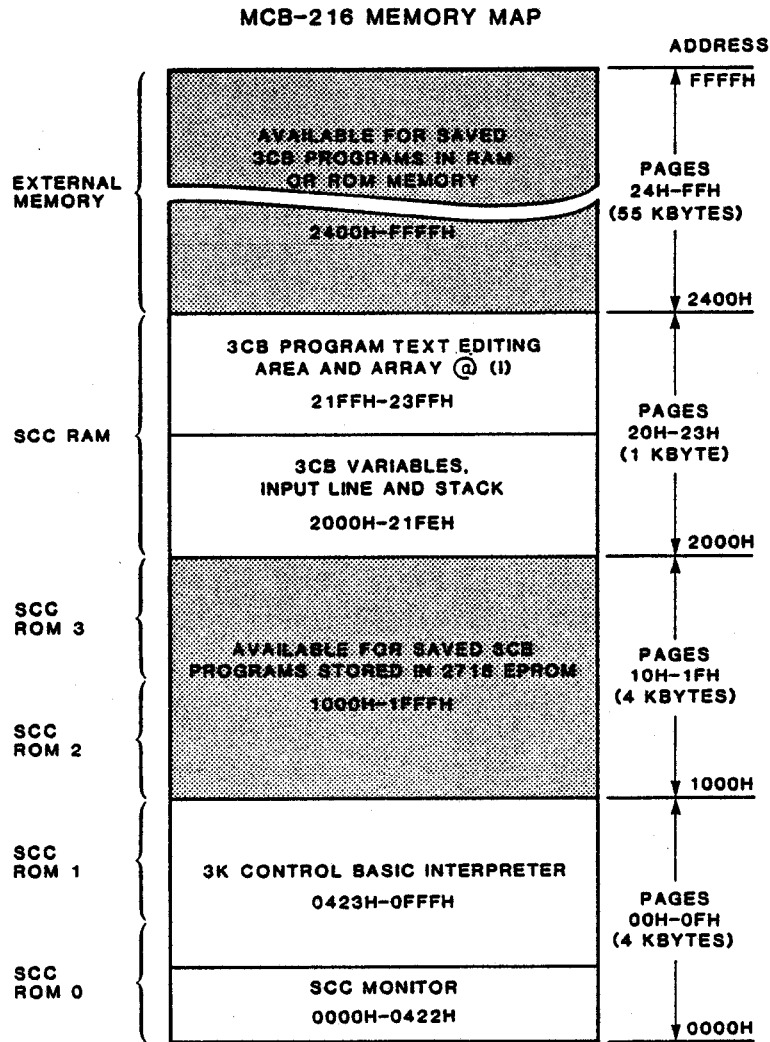 MCB-216 MEMORY MAP
ADDRESS
FFFFH
AVAILABLE FOR SAVED
3CB PROGRAMS IN RAM
OR ROM MEMORY
2400H-FFFFH
EXTERNAL
MEMORY
PAGES
24H-FFH
(55 KBYTES)
2400H
3CB PROGRAM TEXT EDITING
AREA AND ARRAY @ (I)
21FFH-23FFH
SCC RAM
PAGES
20H-23H
(1 KBYTE)
3CB VARIABLES,
INPUT LINE AND STACK
2000H-21FEH
2000H
SCC
ROM 3
AVAILABLE FOR SAVED 3CB
PROGRAMS STORED IN 2716 EPROM
1000H-1FFFH
PAGES
10H-1FH
(4 KBYTES)
SCC
ROM 2
1000H
SCC
ROM 1
3K CONTROL BASIC INTERPRETER
0423H-0FFFH
PAGES
00H-0FH
(4 KBYTES)
SCC
ROM 0
SCC MONITOR
0000H-0422H
0000H